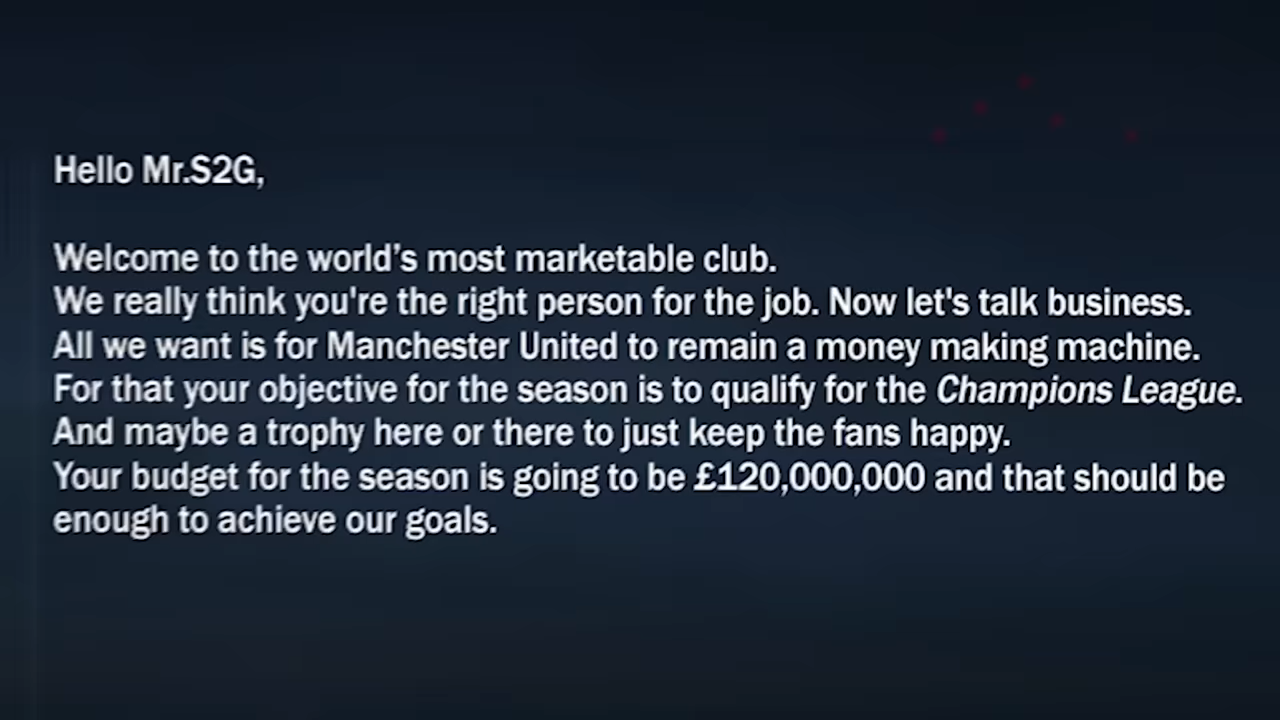 Hello Mr.S2G,
Welcome to the world’s most marketable club.
We really think you're the right person for the job. Now let's talk business.
All we want is for Manchester United to remain a money making machine.
For that your objective for the season is to qualify for the Champions League.
And maybe a trophy here or there to just keep the fans happy.
Your budget for the season is going to be £120,000,000 and that should be
enough to achieve our goals.